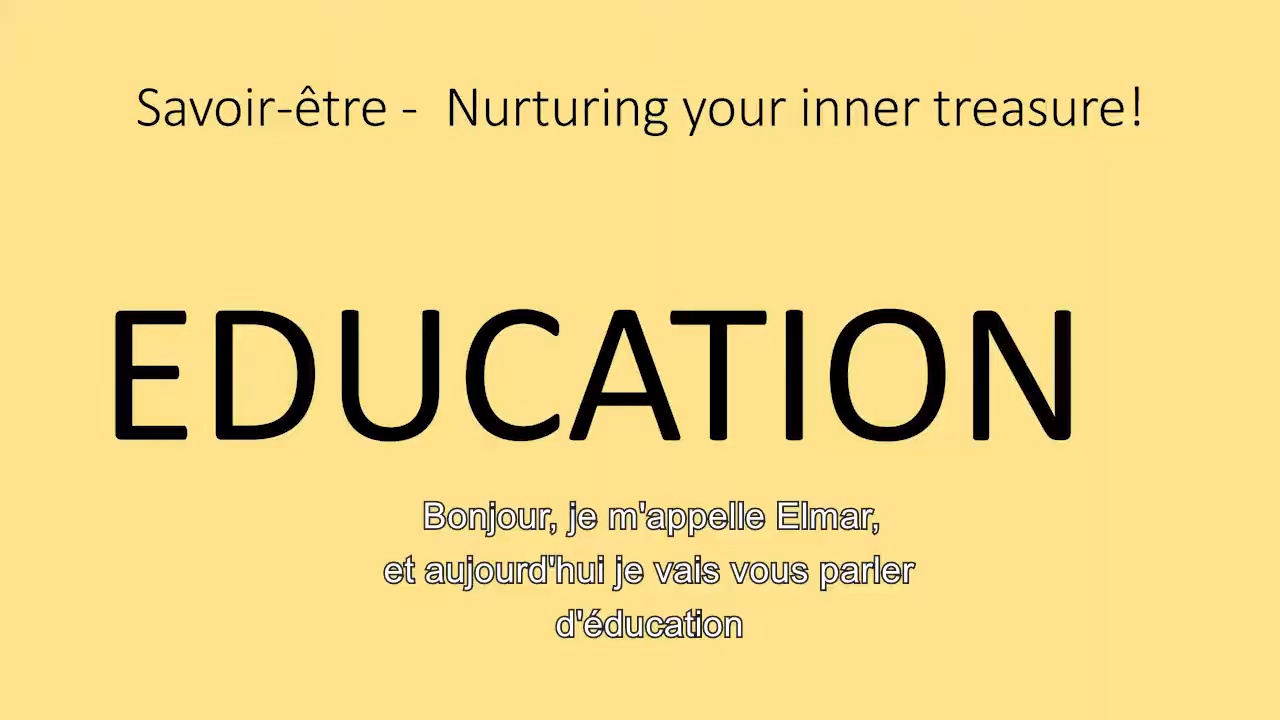 Savoir-être - Nurturing your inner treasure!
EDUCATION
Bonjour, je m'appelle Elmar,
et aujourd'hui je vais vous parler
d'éducation